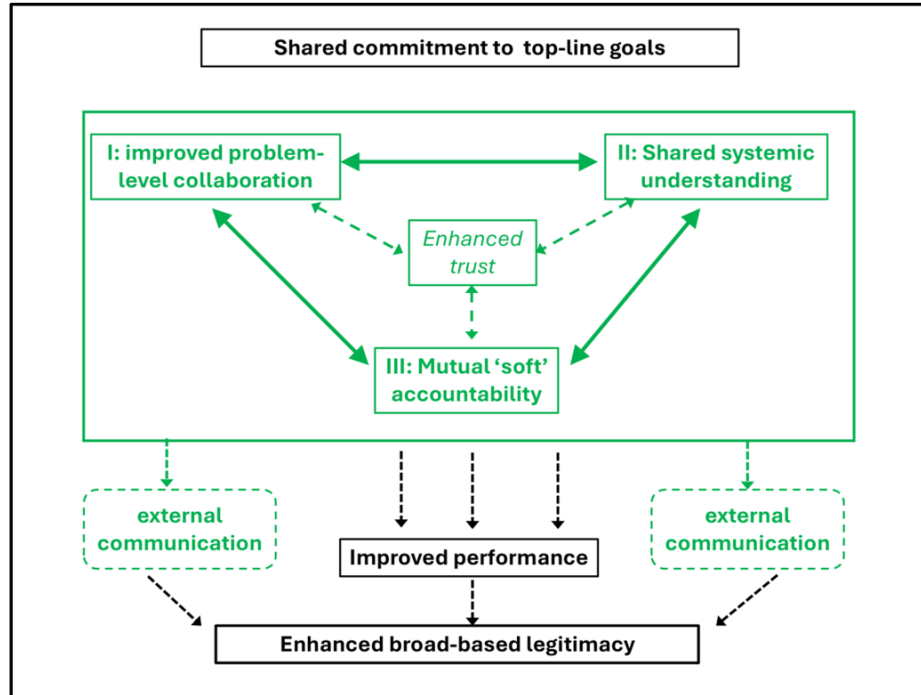 Shared commitment to top-line goals
I: improved problem-
level collaboration
II: Shared systemic
understanding
Enhanced
trust
III: Mutual ‘soft’
accountability
external
communication
Improved performance
external
communication
Enhanced broad-based legitimacy